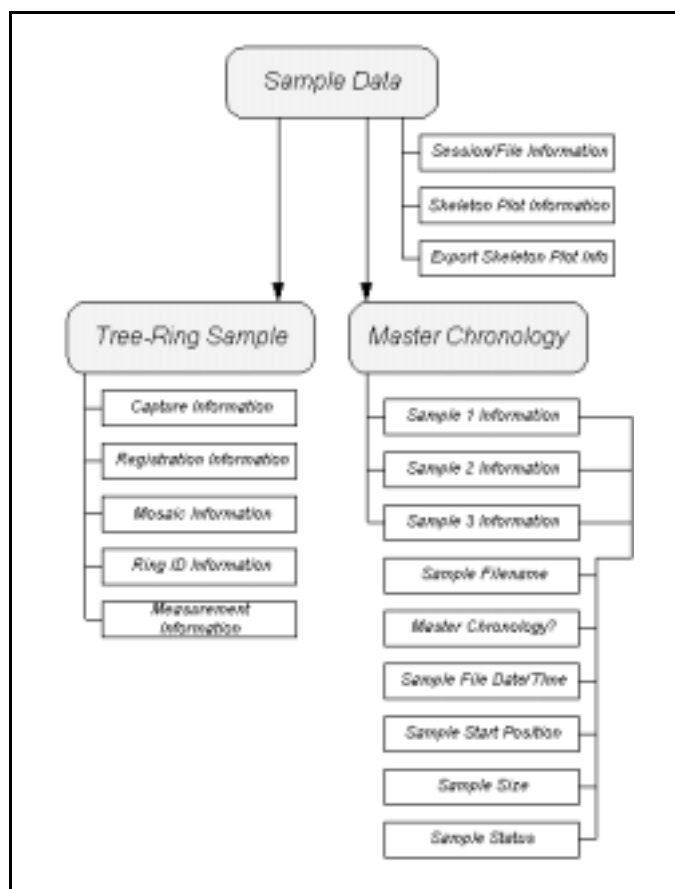 Sample Data
Session/File Information
Skeleton Plot Information
Export Skeleton Plot Info
Tree-Ring Sample
Capture Information
Registration Information
Mosaic Information
Ring ID Information
Measurement
Information
Master Chronology
Sample 1 Information
Sample 2 Information
Sample 3 Information
Sample Filename
Master Chronology?
Sample File Date/Time
Sample Start Position
Sample Size
Sample Status